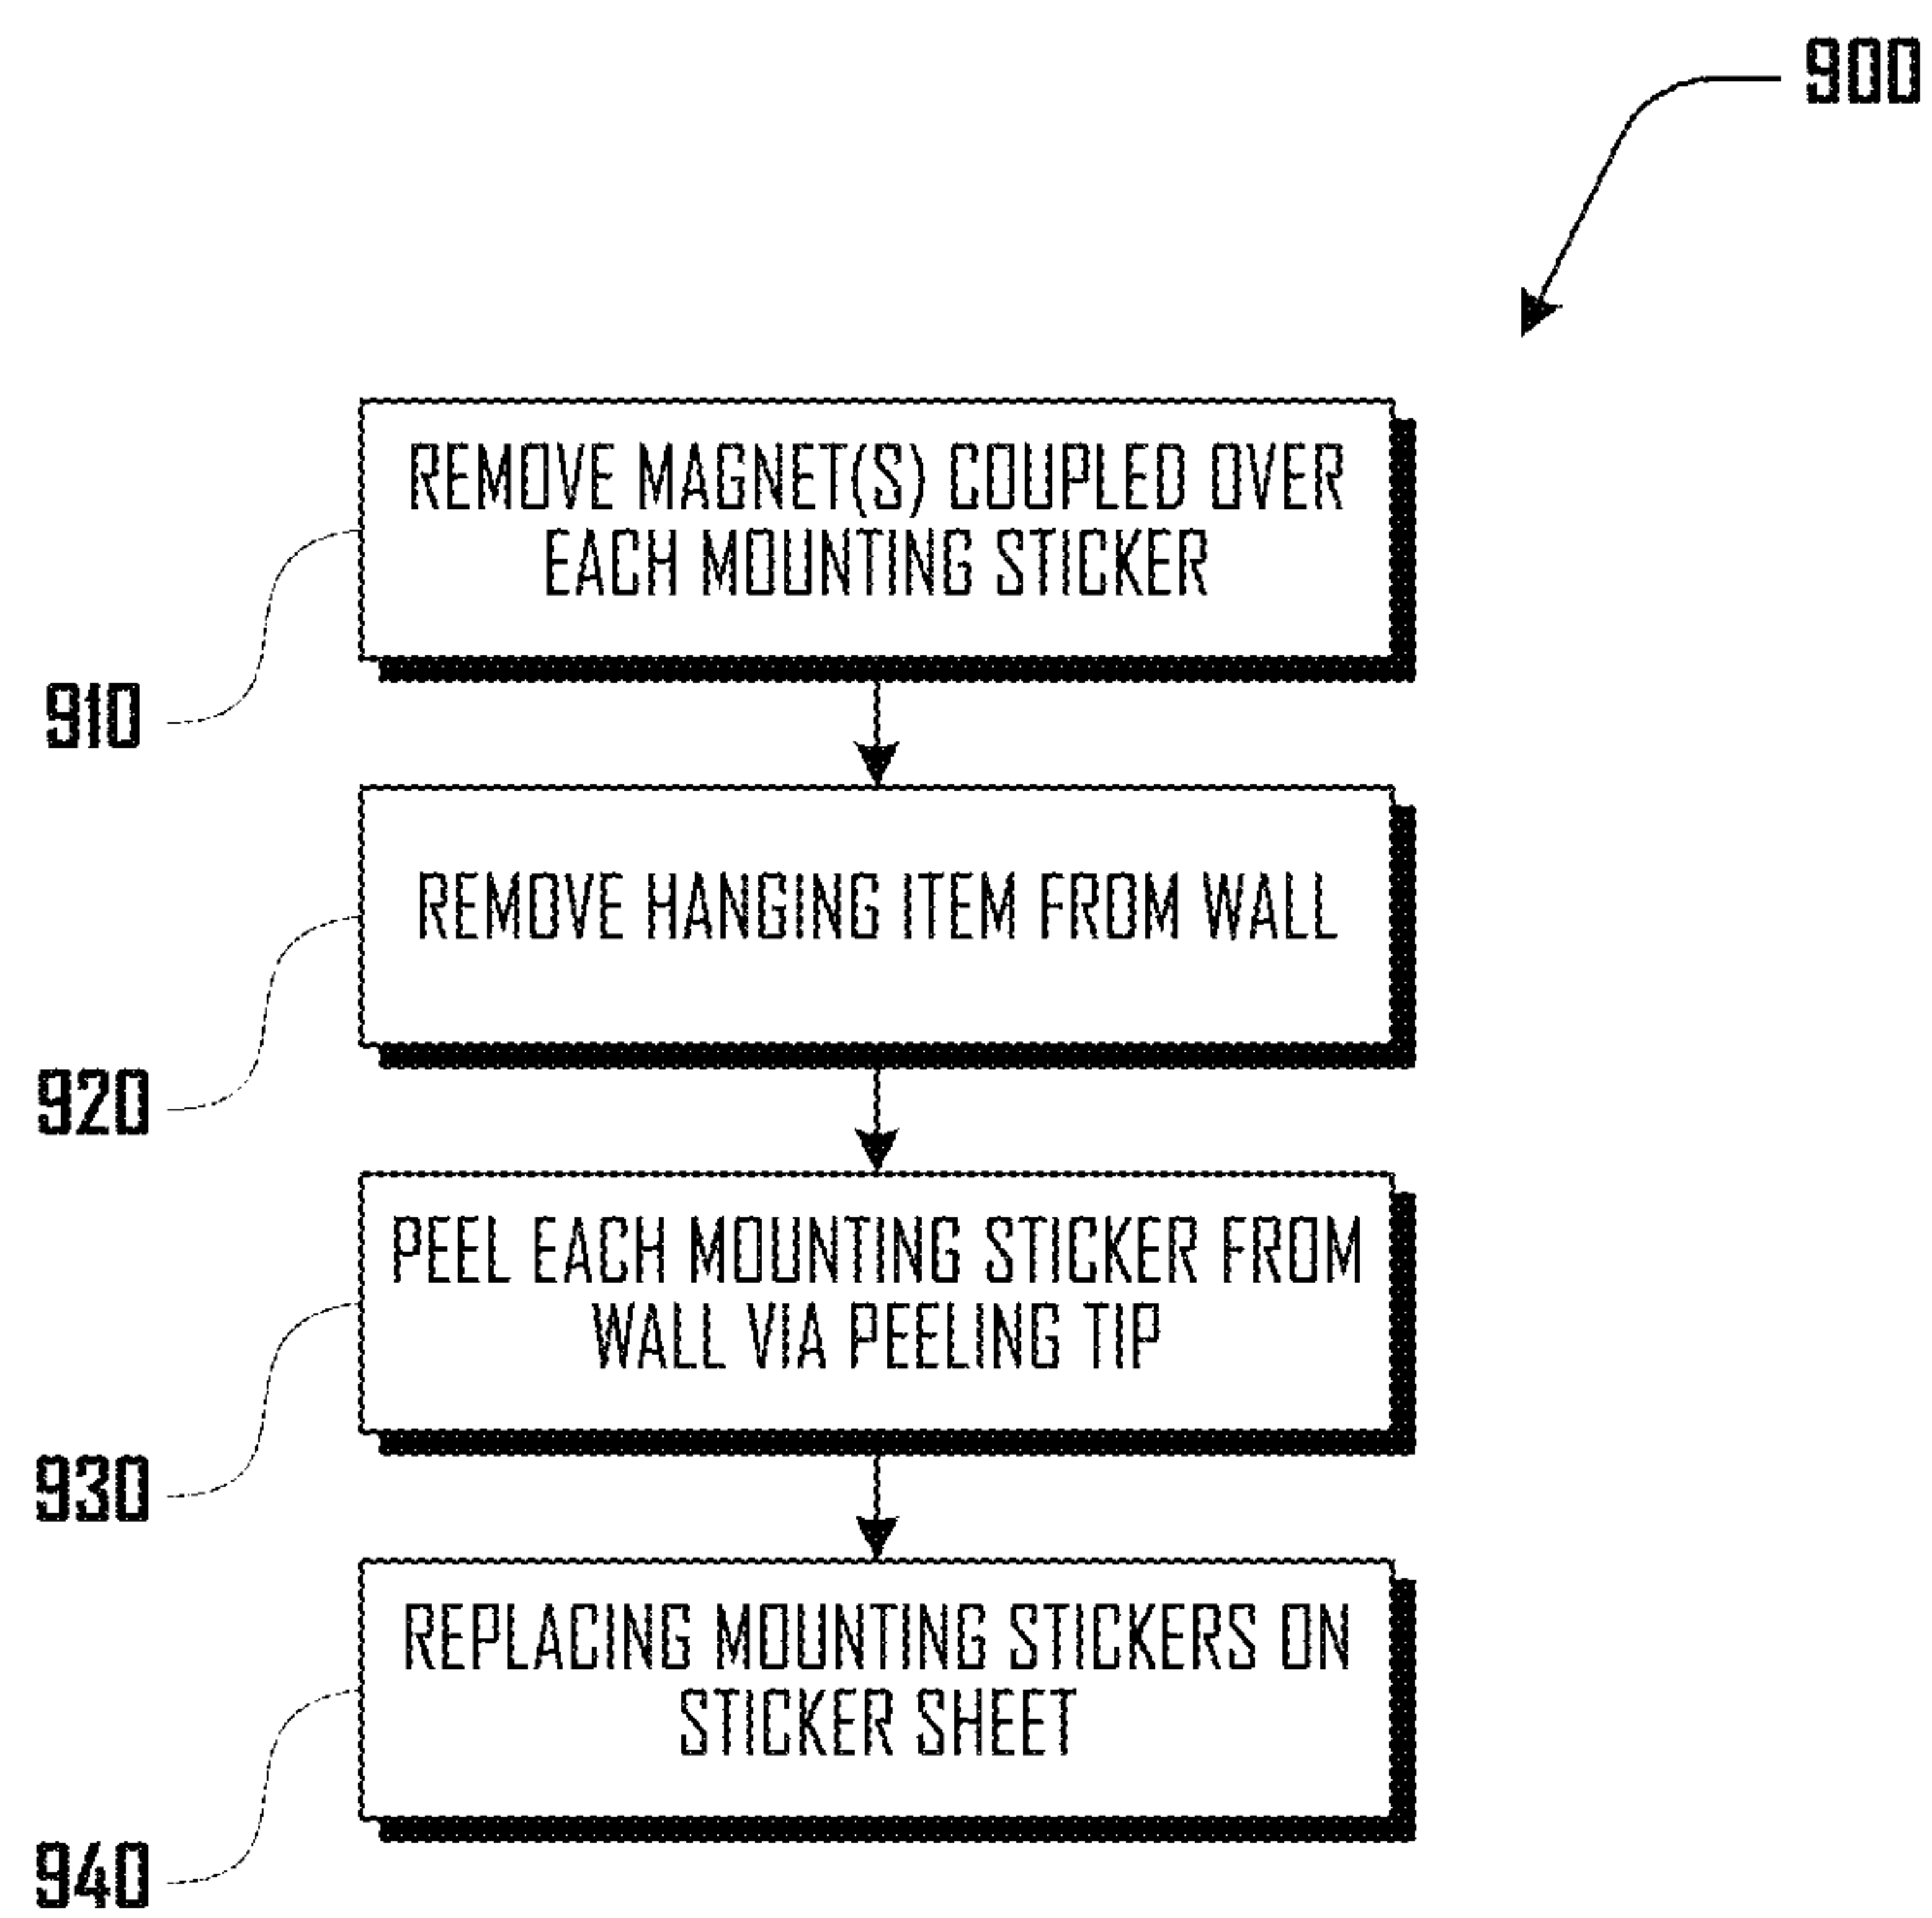 900
REMOVE MAGNET(S) COUPLED OVER
EACH MOUNTING STICKER
910
REMOVE HANGING ITEM FROM WALL
920
PEEL EACH MOUNTING STICKER FROM
WALL VIA PEELING TIP
930
REPLACING MOUNTING STICKERS ON
STICKER SHEET
940